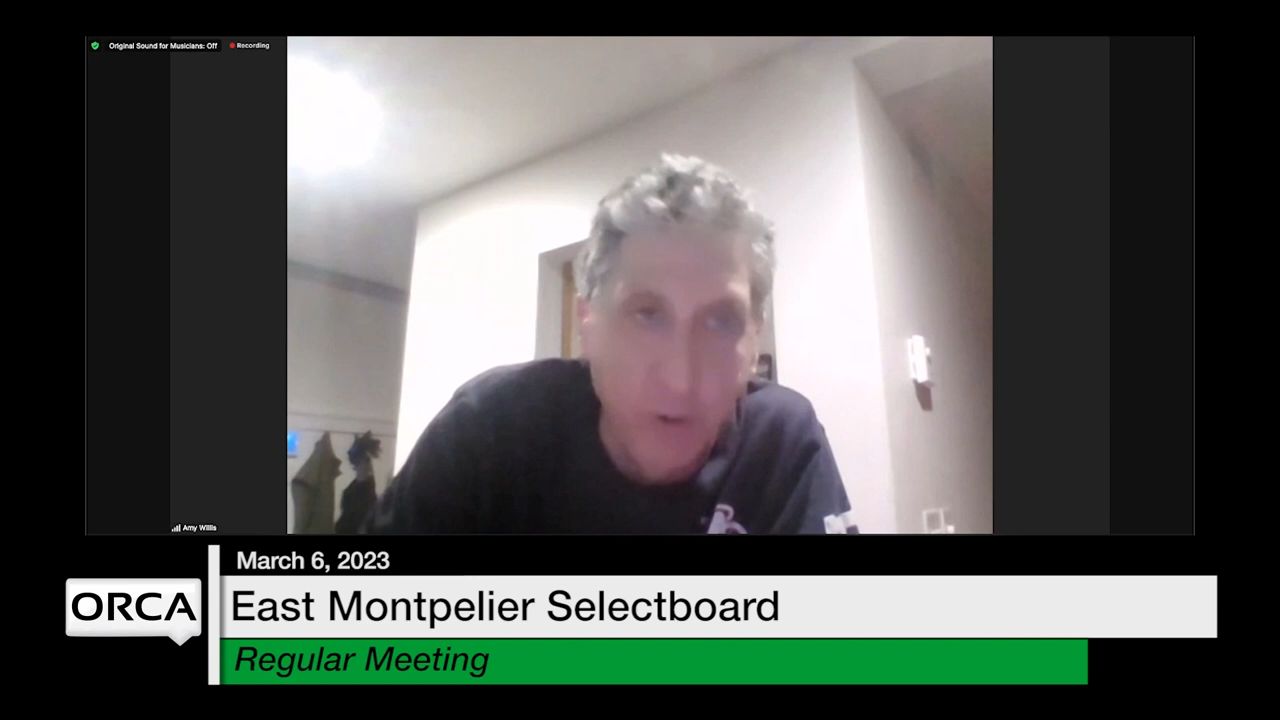 Original Sound for Musicians: Off Recording
Amy Willis
March 6, 2023
ORCA
East Montpelier Selectboard
Regular Meeting